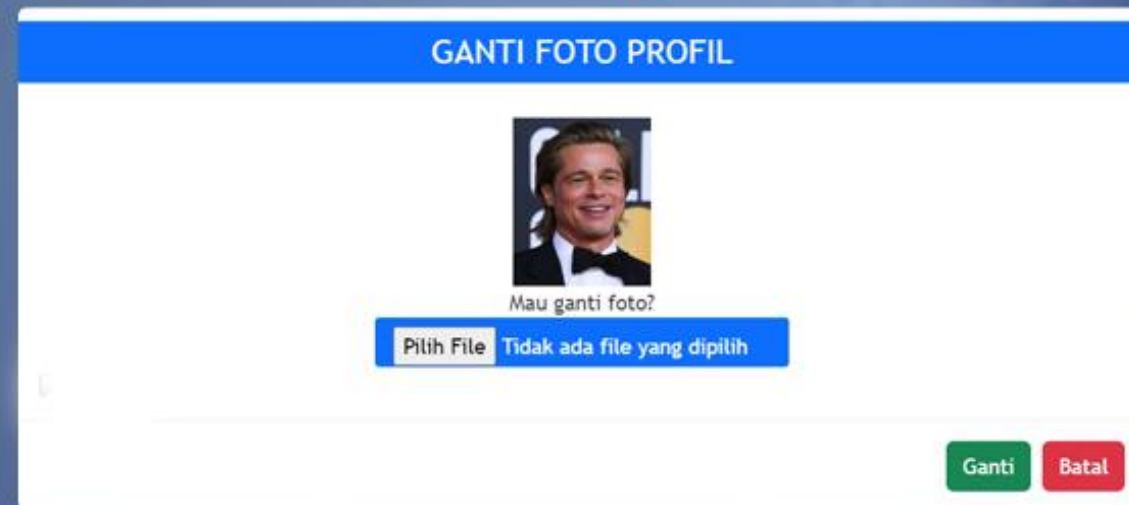 GANTI FOTO PROFIL
Mau ganti foto?
Pilih File Tidak ada file yang dipilih
Ganti Batal